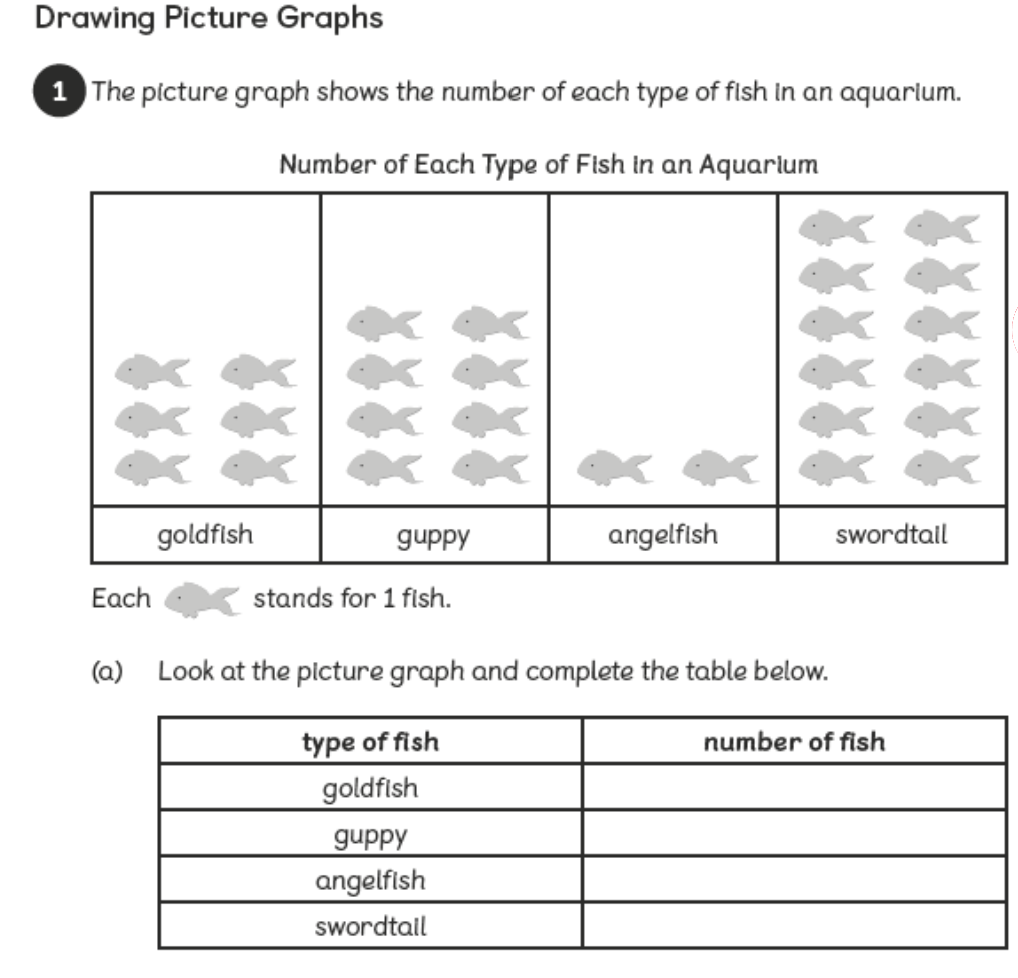 Drawing Picture Graphs
1 The picture graph shows the number of each type of fish in an aquarium.
Number of Each Type of Fish in an Aquarium
goldfish guppy angelfish swordtail
Each stands for 1 fish.
(a) Look at the picture graph and complete the table below.
type of fish number of fish
goldfish
guppy
angelfish
swordtail